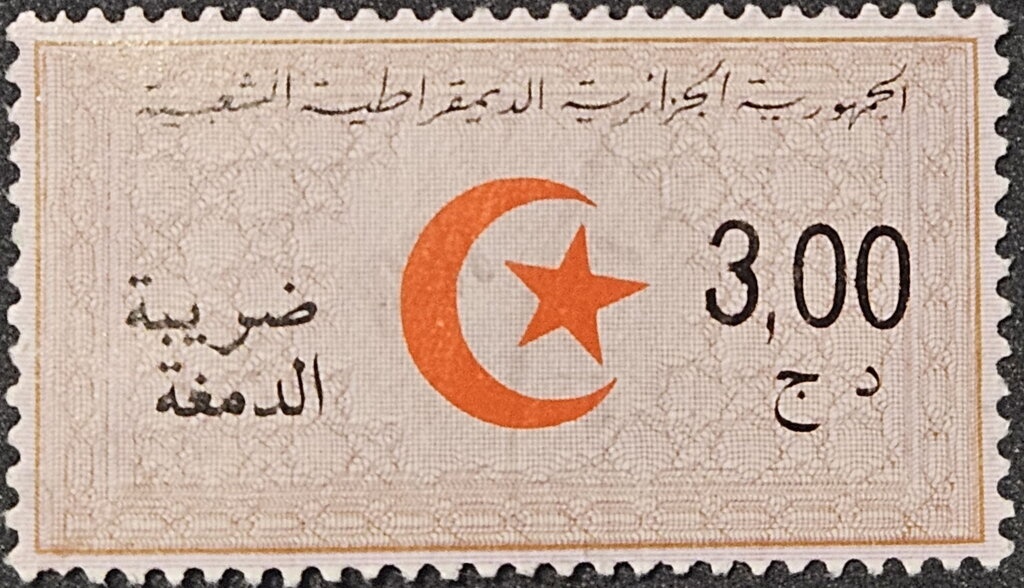 الجمهورية الجزائرية الديمقراطية الشعبية
3,00
د ج
ضريبة
الدمغة